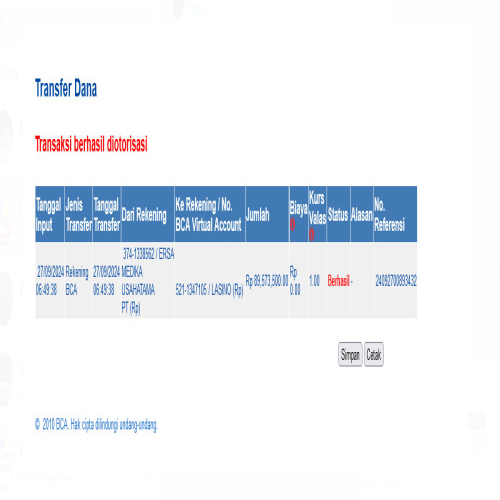 Transfer Dana
Transaksi berhasil diotorisasi
Tanggal Input Jenis Transfer Tanggal Transfer Dari Rekening Ke Rekening / No. BCA Virtual Account Jumlah Biaya Kurs Valas Status Alasan No. Referensi
27/09/2024 06:49:38 Rekening BCA 27/09/2024 06:49:38 374-1338562 / ERSA MEDIKA USAHATAMA PT (Rp) 521-1347105 / LASINO (Rp) Rp 89,573,500.00 Rp 0.00 1.00 Berhasil - 24092700893432
Simpan Cetak
© 2010 BCA. Hak cipta dilindungi undang-undang.